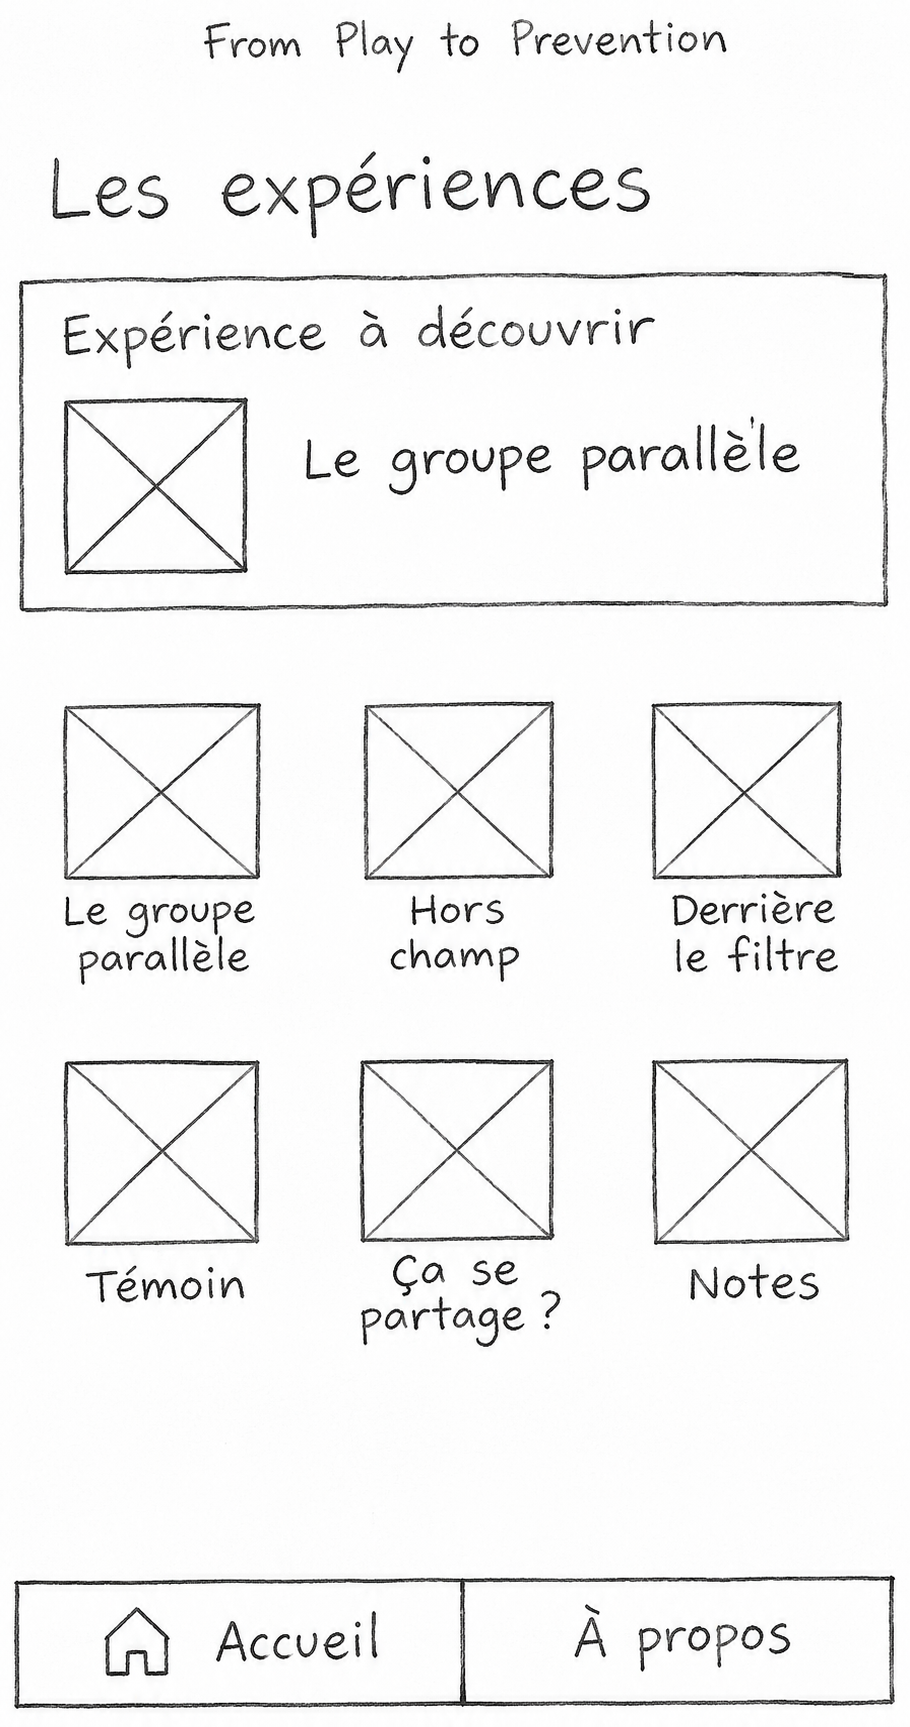 From Play to Prevention
Les expériences
Expérience à découvrir
Le groupe parallèle
Le groupe
parallèle
Hors
champ
Derrière
le filtre
Témoin
Ça se
partage ?
Notes
Accueil
À propos